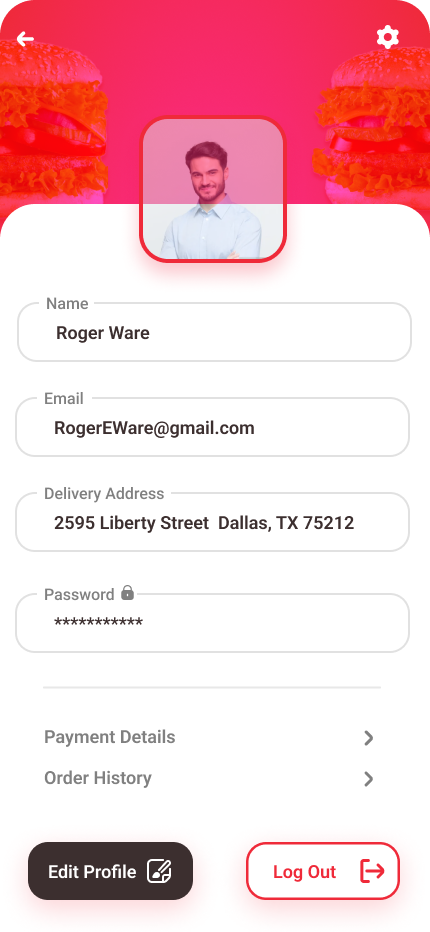 Name
Roger Ware
Email
RogerEWare@gmail.com
Delivery Address
2595 Liberty Street  Dallas, TX 75212
Password
***********
Payment Details
Order History
Edit Profile
Log Out